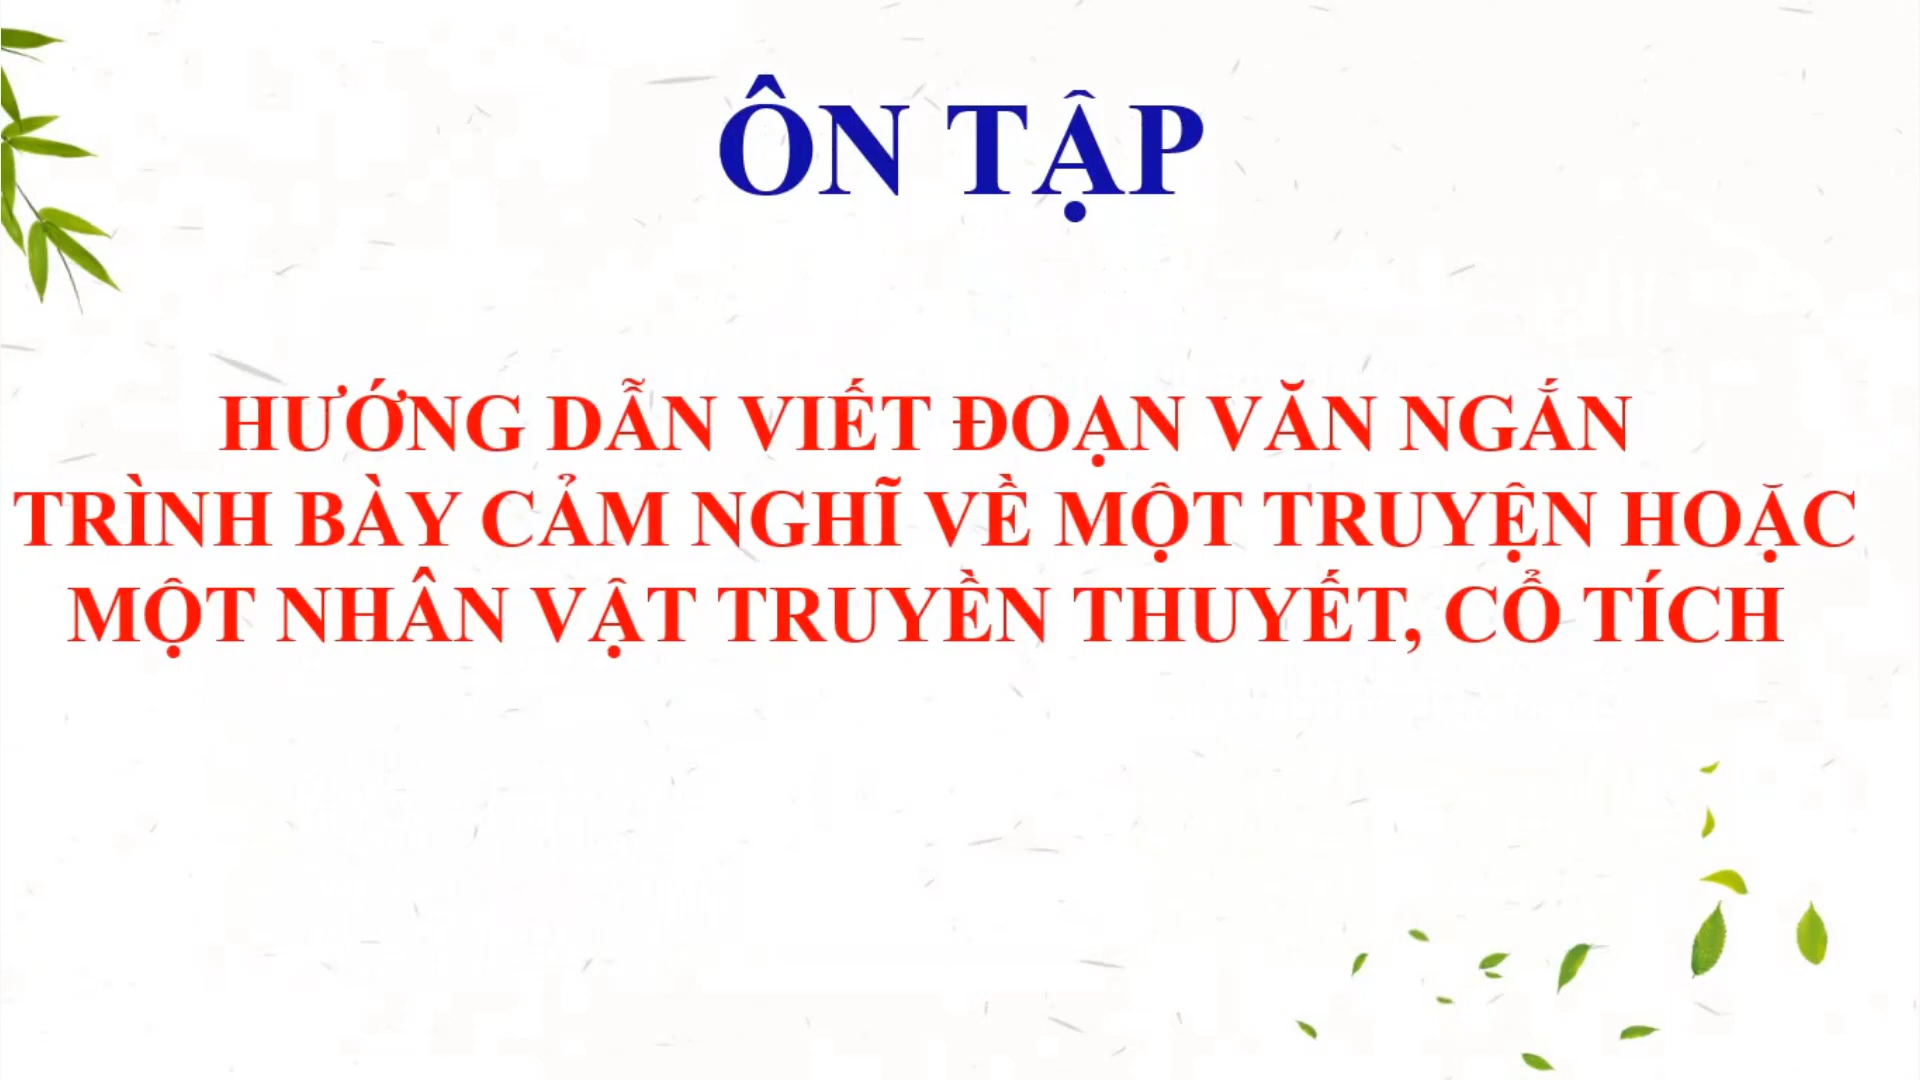 ÔN TẬP
HƯỚNG DẪN VIẾT ĐOẠN VĂN NGẮN
TRÌNH BÀY CẢM NGHĨ VỀ MỘT TRUYỆN HOẶC
MỘT NHÂN VẬT TRUYỀN THUYẾT, CỔ TÍCH